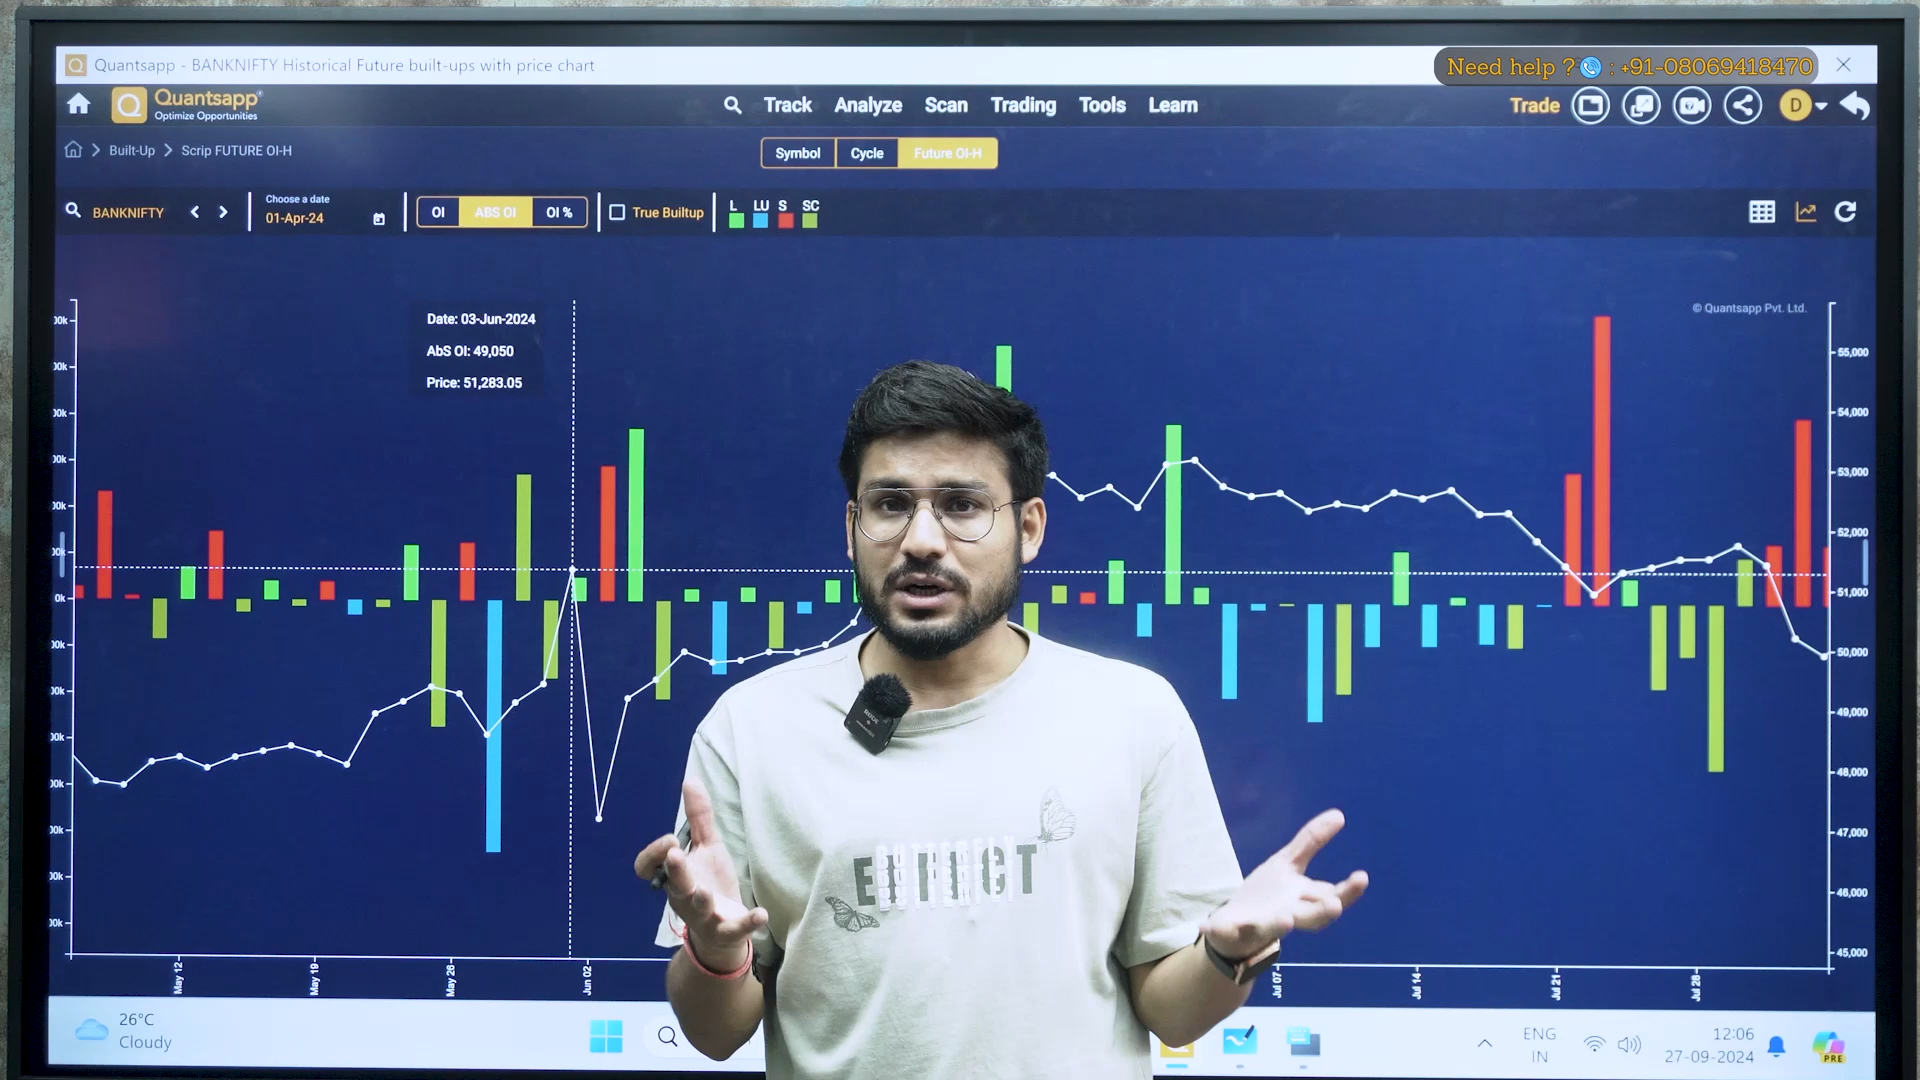 Quantsapp - BANKNIFTY Historical Future built-ups with price chart
Need help ? : +91-08069418470
Quantsapp
Optimize Opportunities
Track Analyze Scan Trading Tools Learn
Trade
D
Built-Up > Scrip FUTURE OI-H
Symbol Cycle Future OI-H
BANKNIFTY
Choose a date
01-Apr-24
OI ABS OI OI %
True Builtup
L LU S SC
© Quantsapp Pvt. Ltd.
Date: 03-Jun-2024
AbS OI: 49,050
Price: 51,283.05
0k
55,000
54,000
53,000
52,000
51,000
50,000
49,000
48,000
47,000
46,000
45,000
May 12
May 19
May 26
Jun 02
Jul 07
Jul 14
Jul 21
Jul 28
RODE
BUTTERFLY
EFFECT
26°C
Cloudy
ENG
IN
12:06
27-09-2024
PRE